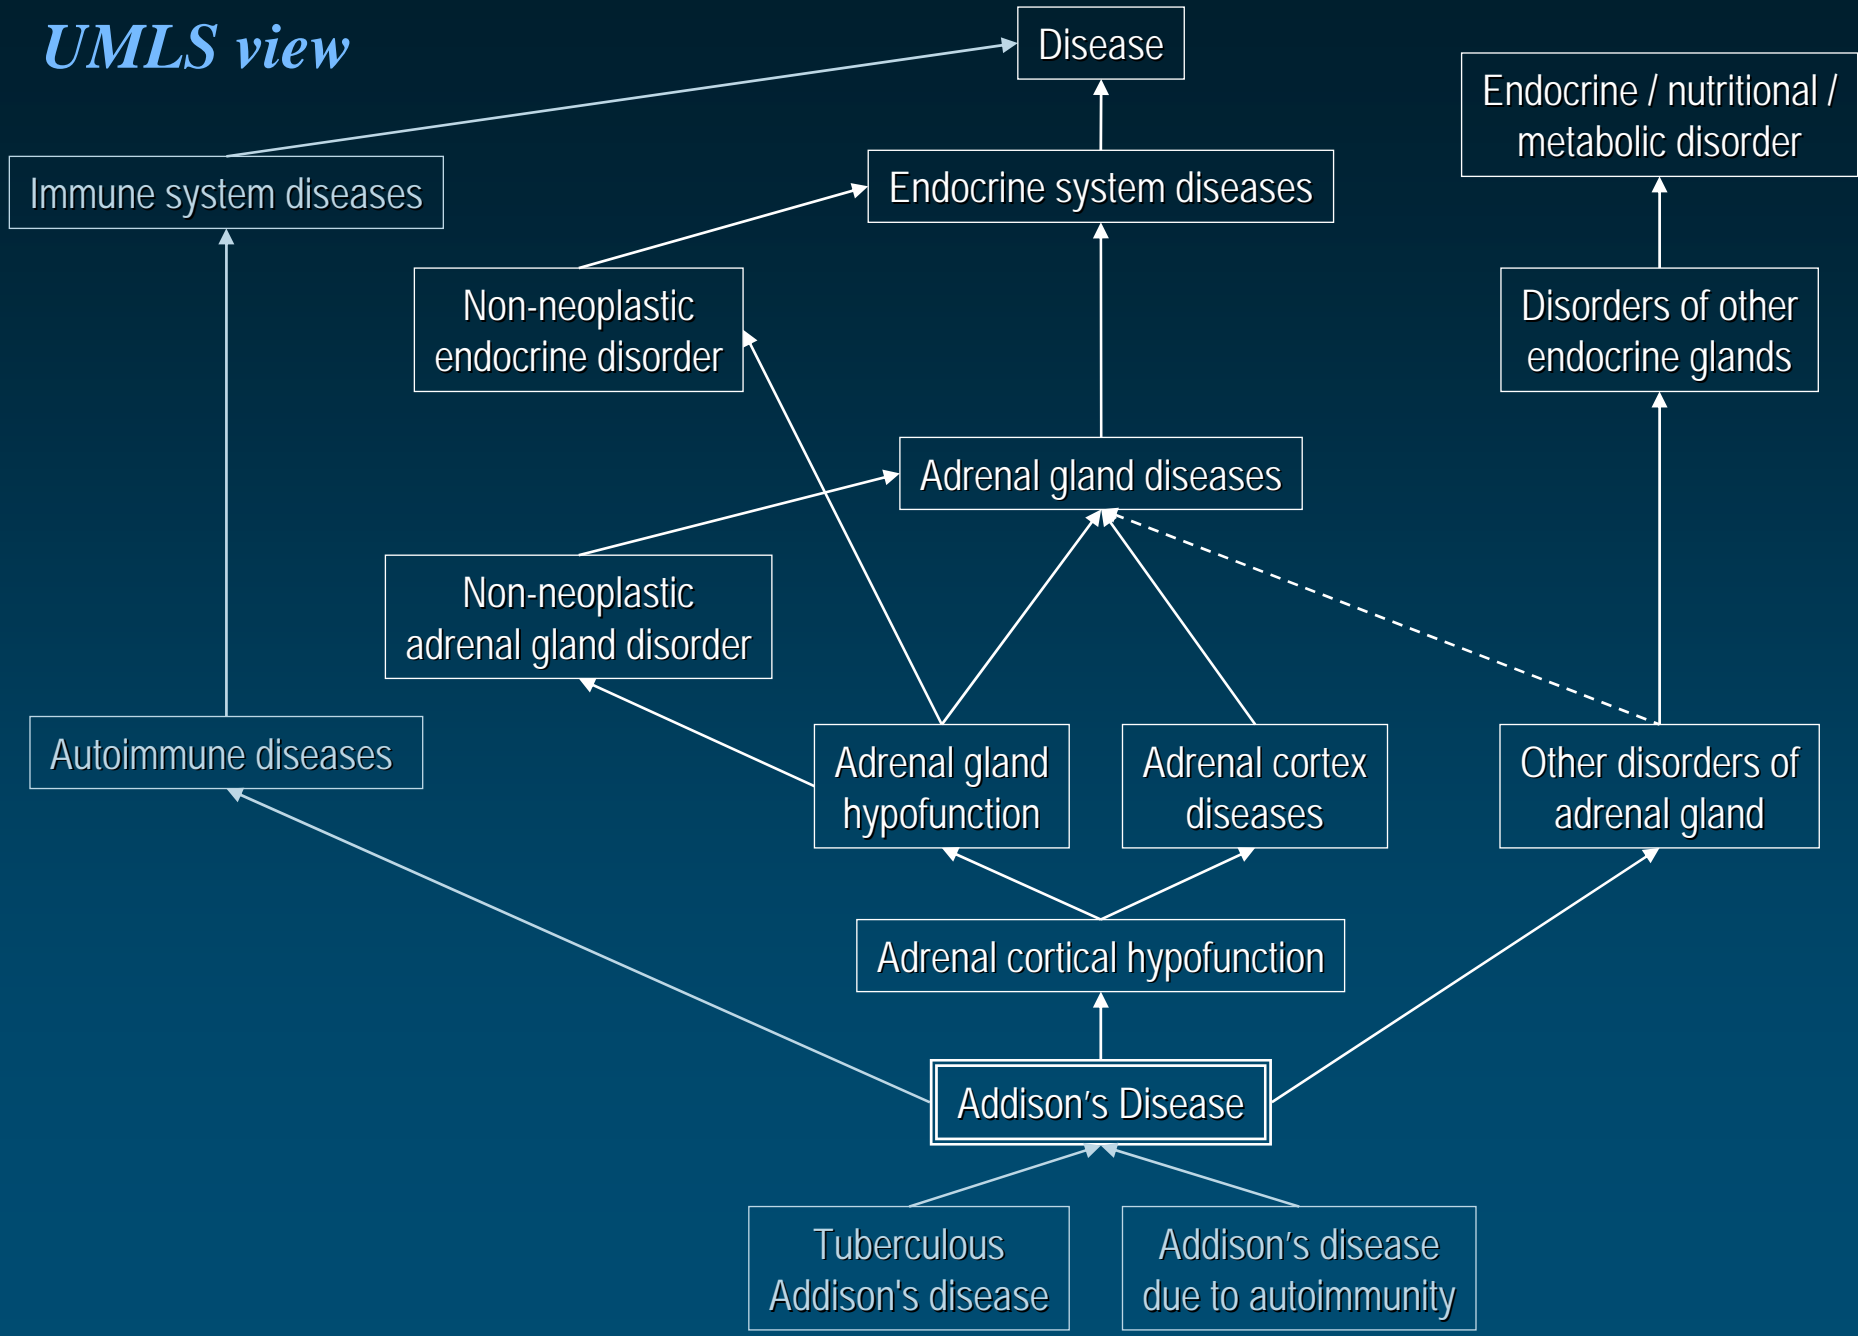 UMLS view
Disease
Endocrine / nutritional /
metabolic disorder
Immune system diseases
Endocrine system diseases
Non-neoplastic
endocrine disorder
Disorders of other
endocrine glands
Adrenal gland diseases
Non-neoplastic
adrenal gland disorder
Autoimmune diseases
Adrenal gland
hypofunction
Adrenal cortex
diseases
Other disorders of
adrenal gland
Adrenal cortical hypofunction
Addison’s Disease
Tuberculous
Addison's disease
Addison’s disease
due to autoimmunity